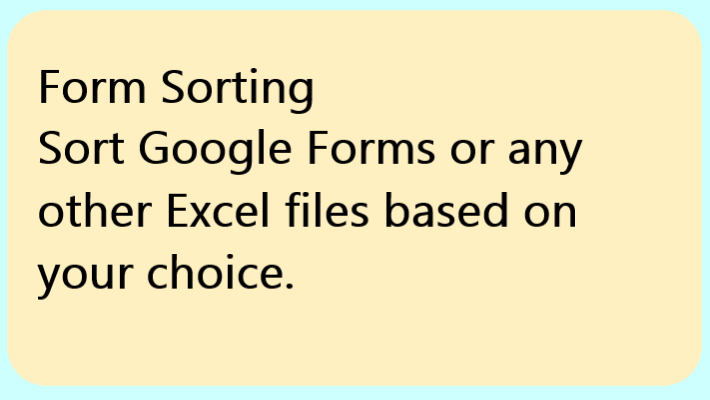 Form Sorting
Sort Google Forms or any
other Excel files based on
your choice.